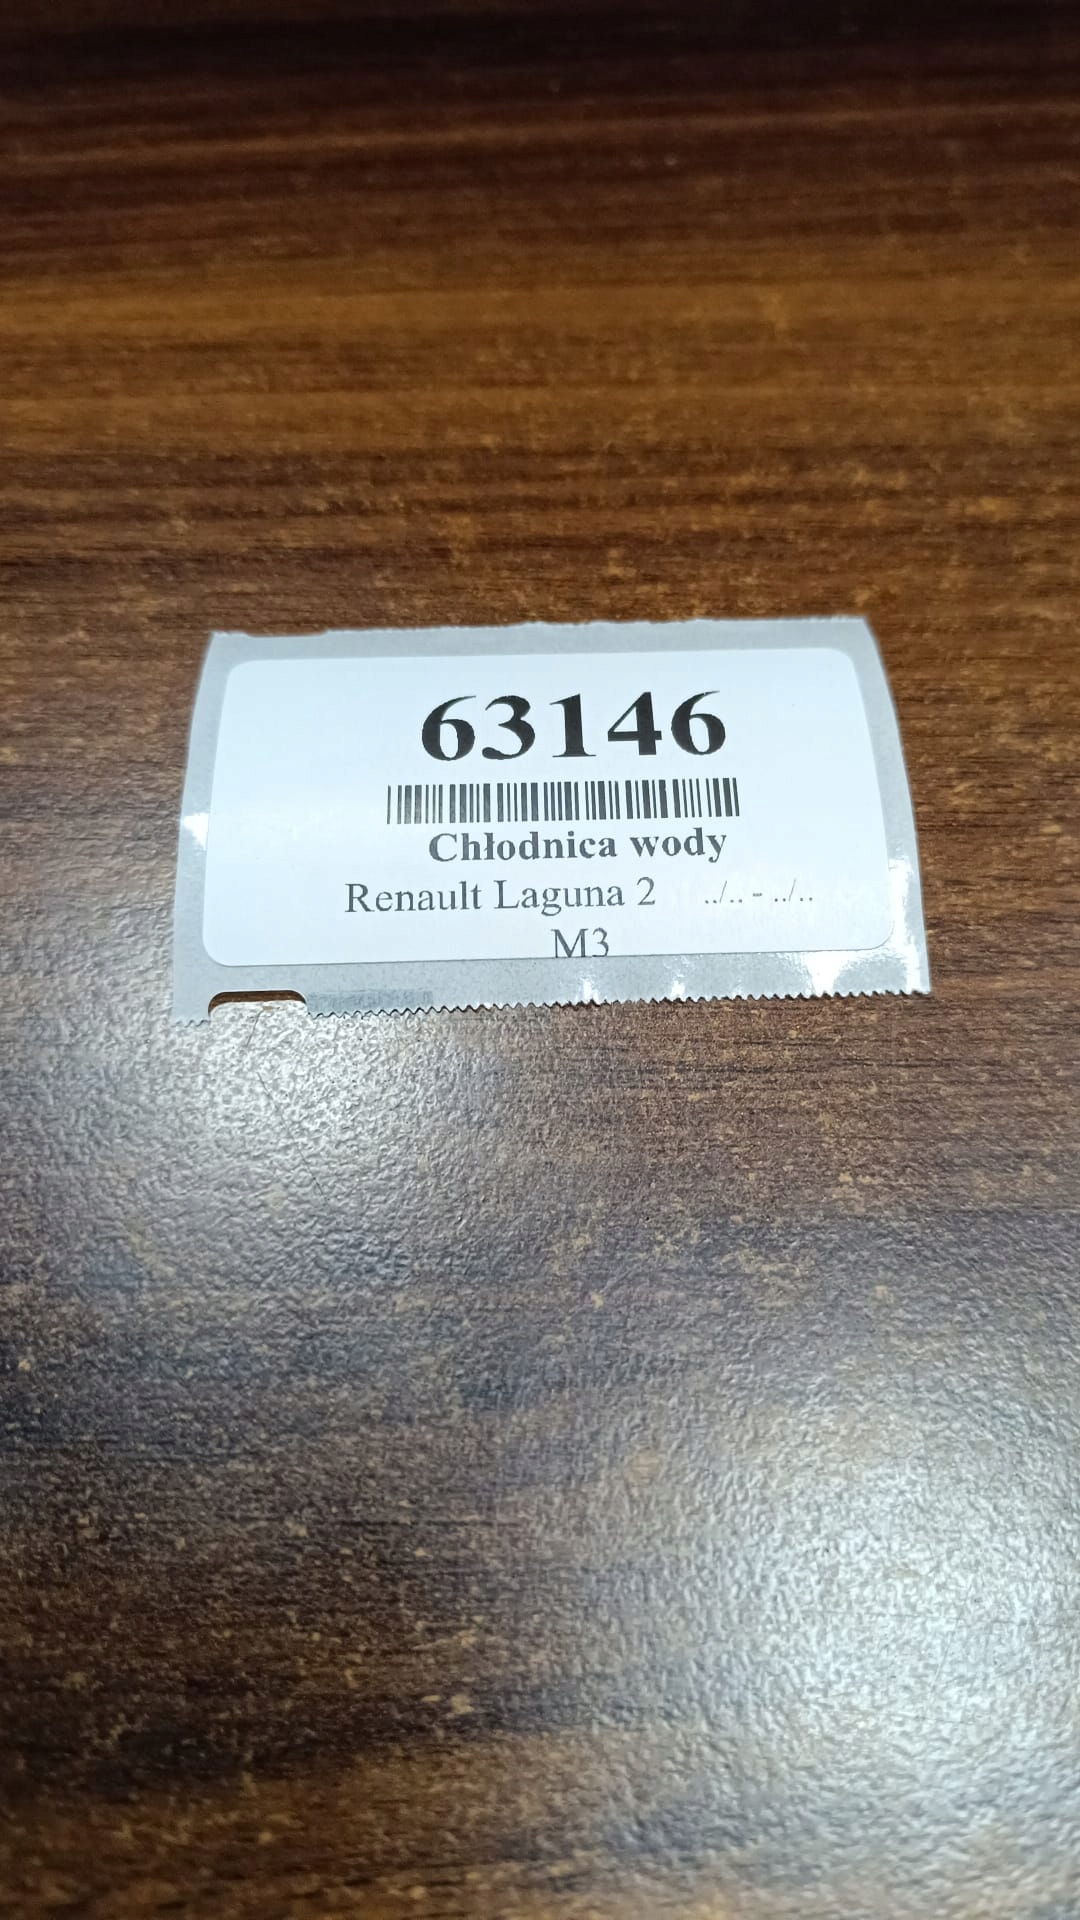 63146
Chłodnica wody
Renault Laguna 2 ../.. - ../..
M3